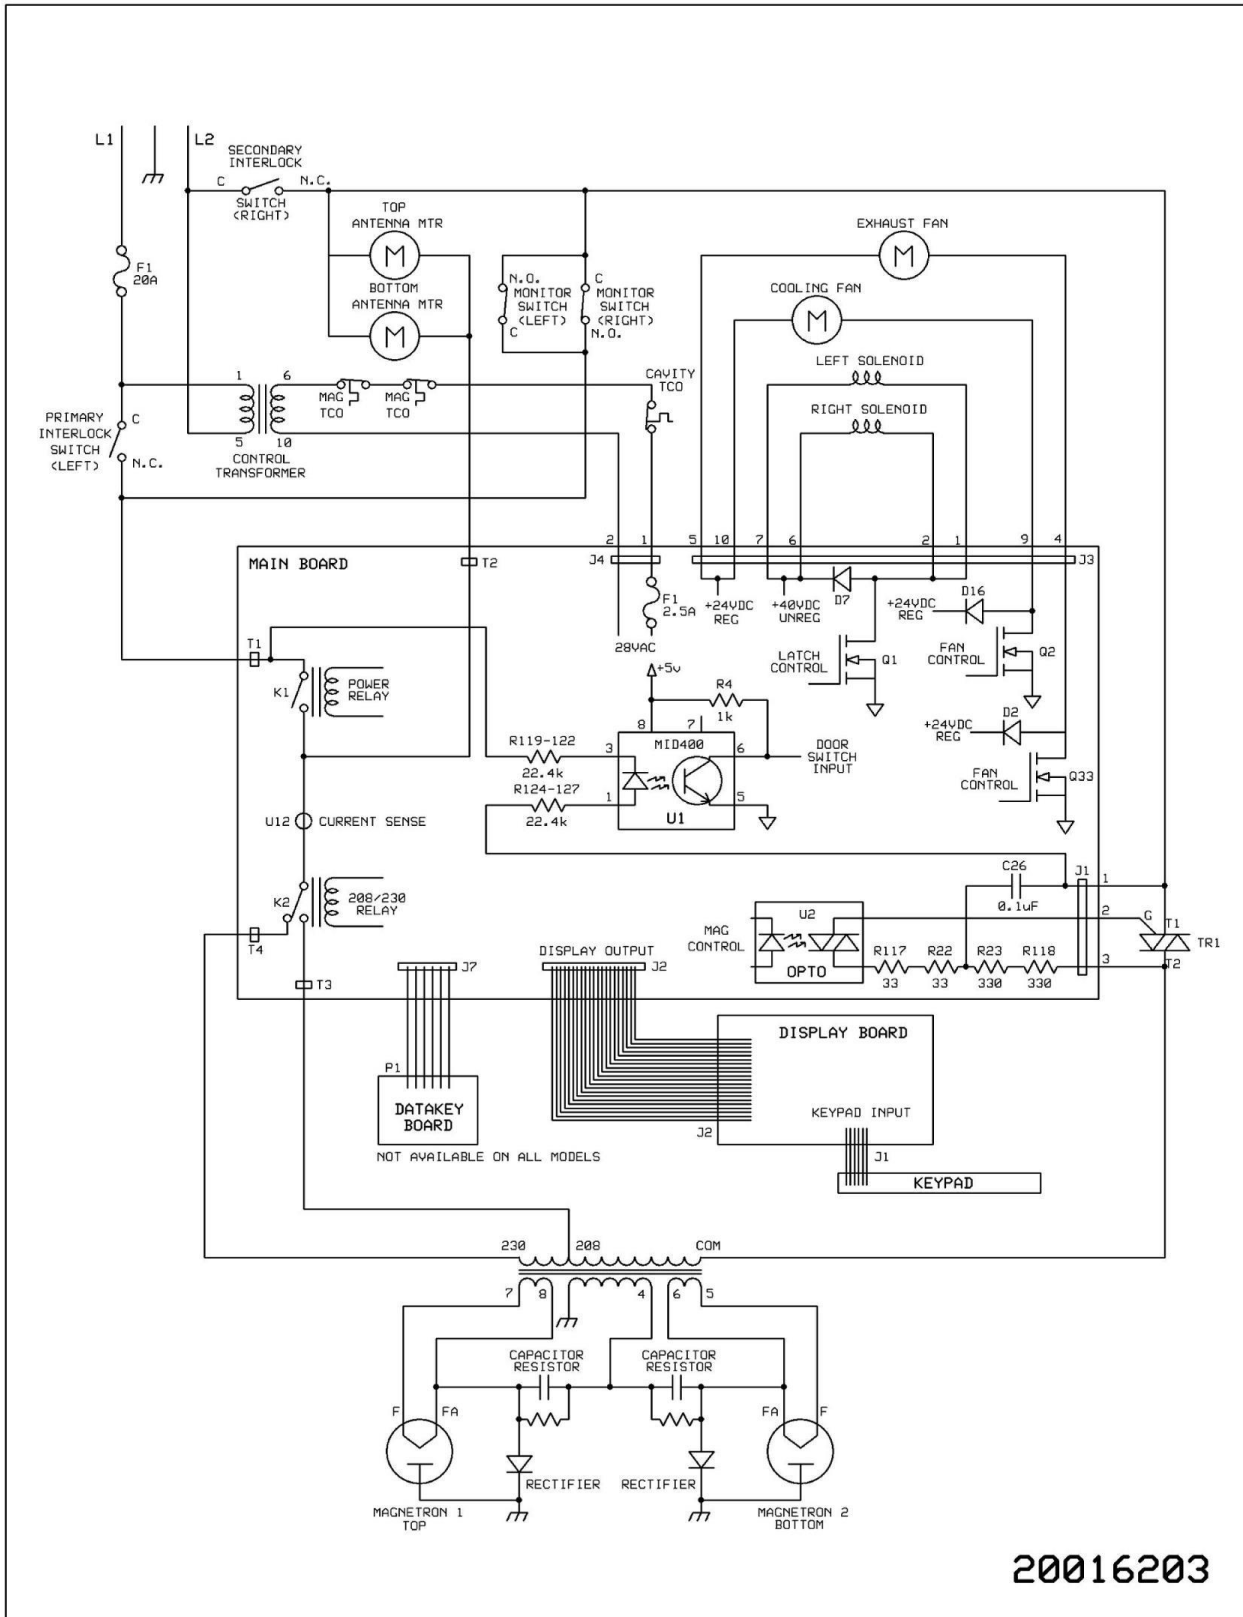 L1
L2
SECONDARY
INTERLOCK
C
N.C.
SWITCH
(RIGHT)
TOP
ANTENNA MTR
M
BOTTOM
ANTENNA MTR
M
F1
20A
N.O.
MONITOR
SWITCH
(LEFT)
C
C
MONITOR
SWITCH
(RIGHT)
N.O.
EXHAUST FAN
M
COOLING FAN
M
LEFT SOLENOID
RIGHT SOLENOID
CAVITY
TCO
1
6
5
10
MAG
TCO
MAG
TCO
CONTROL
TRANSFORMER
PRIMARY
INTERLOCK
SWITCH
(LEFT)
C
N.C.
MAIN BOARD
T2
2
1
J4
5
10
7
6
2
1
9
4
J3
F1
2.5A
28VAC
+24VDC
REG
+40VDC
UNREG
D7
+24VDC
REG
D16
LATCH
CONTROL
Q1
FAN
CONTROL
Q2
+24VDC
REG
D2
FAN
CONTROL
Q33
T1
K1
POWER
RELAY
+5v
R4
1k
8
7
MID400
3
6
1
5
U1
R119-122
22.4k
R124-127
22.4k
DOOR
SWITCH
INPUT
U12
CURRENT SENSE
K2
208/230
RELAY
T4
T3
C26
0.1uF
J1
1
2
3
U2
MAG
CONTROL
OPTO
R117
33
R22
33
R23
330
R118
330
G
T1
T2
TR1
J7
DISPLAY OUTPUT
J2
P1
DATAKEY
BOARD
NOT AVAILABLE ON ALL MODELS
DISPLAY BOARD
KEYPAD INPUT
J2
J1
KEYPAD
230
208
COM
7
8
4
6
5
CAPACITOR
RESISTOR
CAPACITOR
RESISTOR
F
FA
FA
F
RECTIFIER
RECTIFIER
MAGNETRON 1
TOP
MAGNETRON 2
BOTTOM
20016203